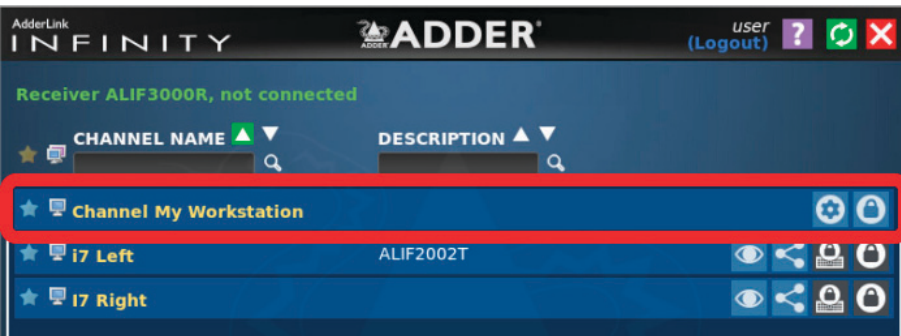 AdderLink
INFINITY
ADDER
ADDER®
user
(Logout)
?
Receiver ALIF3000R, not connected
CHANNEL NAME
DESCRIPTION
Channel My Workstation
i7 Left
ALIF2002T
I7 Right